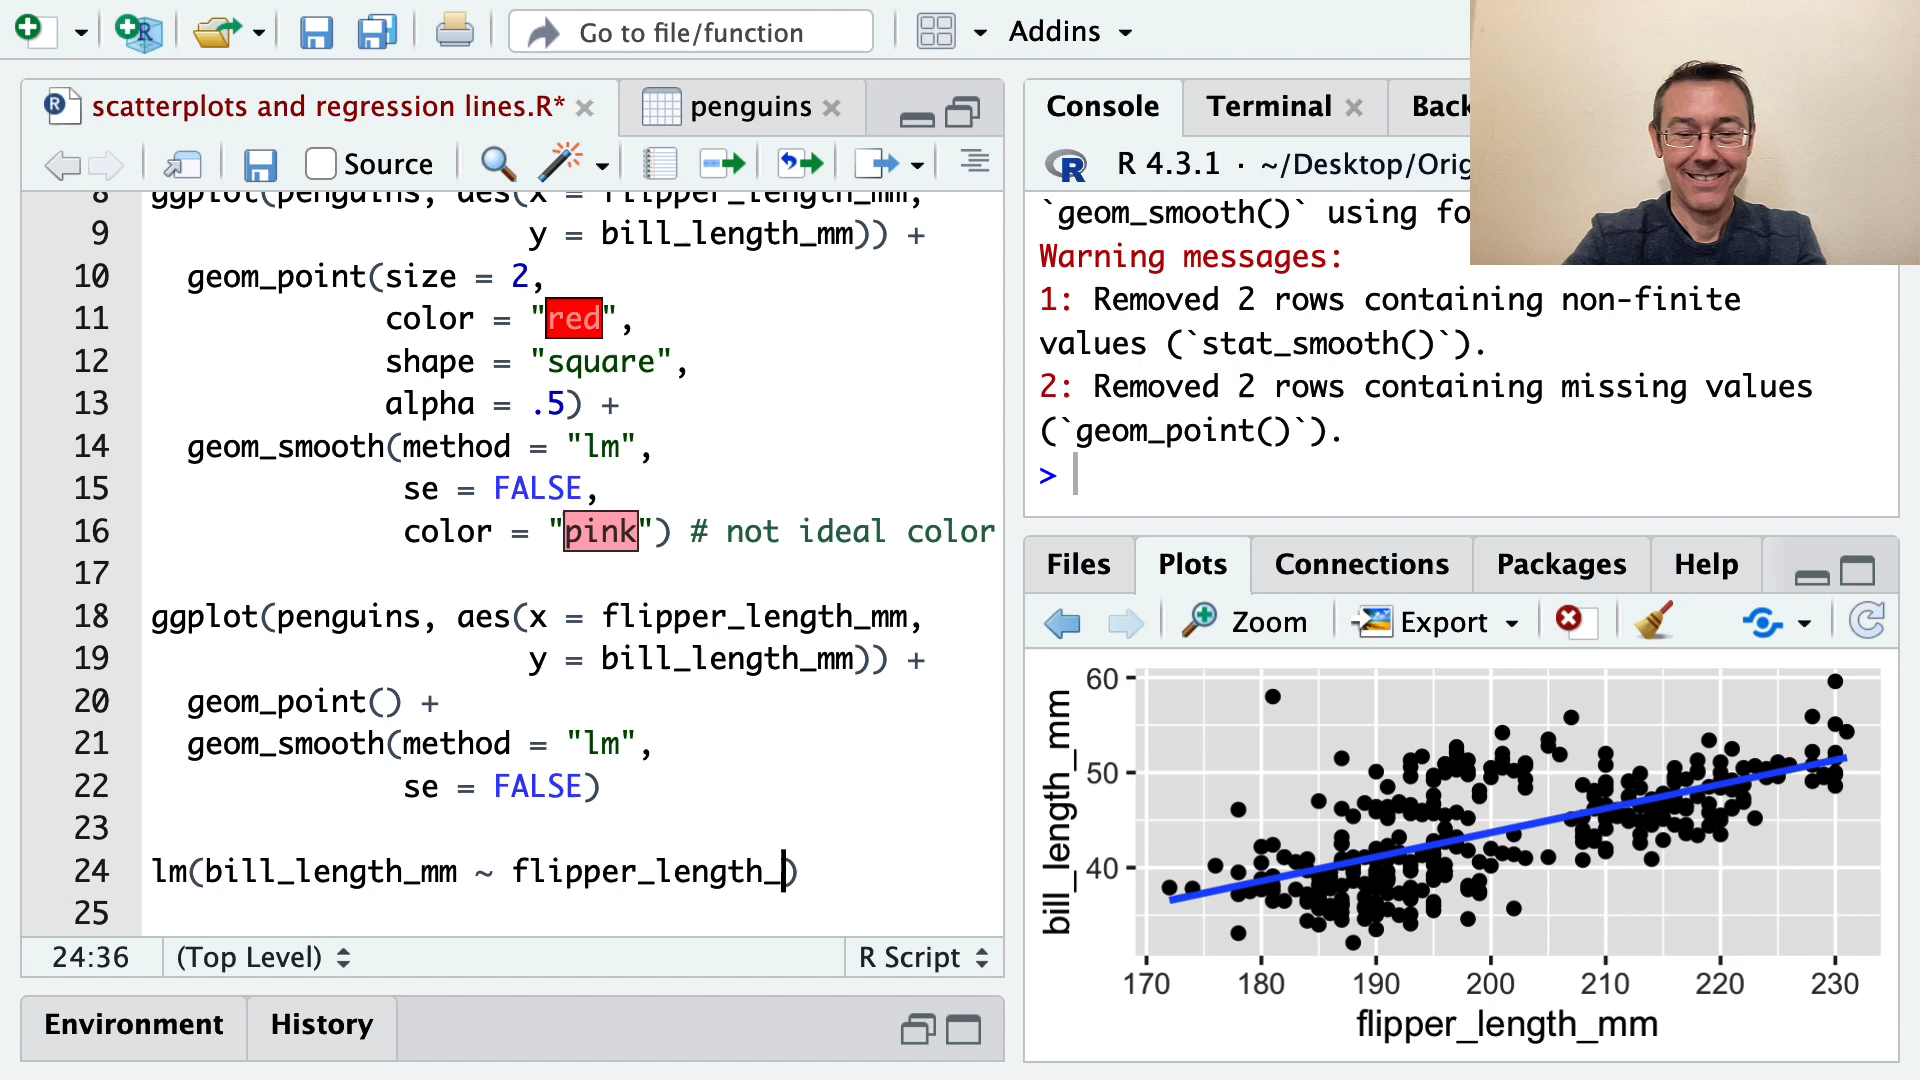 Go to file/function
Addins
scatterplots and regression lines.R*
penguins
Source
8 ggplot(penguins, aes(x = flipper_length_mm,
9 y = bill_length_mm)) +
10 geom_point(size = 2,
11 color = "red",
12 shape = "square",
13 alpha = .5) +
14 geom_smooth(method = "lm",
15 se = FALSE,
16 color = "pink") # not ideal color
17
18 ggplot(penguins, aes(x = flipper_length_mm,
19 y = bill_length_mm)) +
20 geom_point() +
21 geom_smooth(method = "lm",
22 se = FALSE)
23
24 lm(bill_length_mm ~ flipper_length_)
25
24:36
(Top Level)
R Script
Environment
History
Console
Terminal
Back
R 4.3.1 · ~/Desktop/Orig
`geom_smooth()` using fo
Warning messages:
1: Removed 2 rows containing non-finite
values (`stat_smooth()`).
2: Removed 2 rows containing missing values
(`geom_point()`).
>
Files
Plots
Connections
Packages
Help
Zoom
Export
60
50
40
bill_length_mm
170 180 190 200 210 220 230
flipper_length_mm